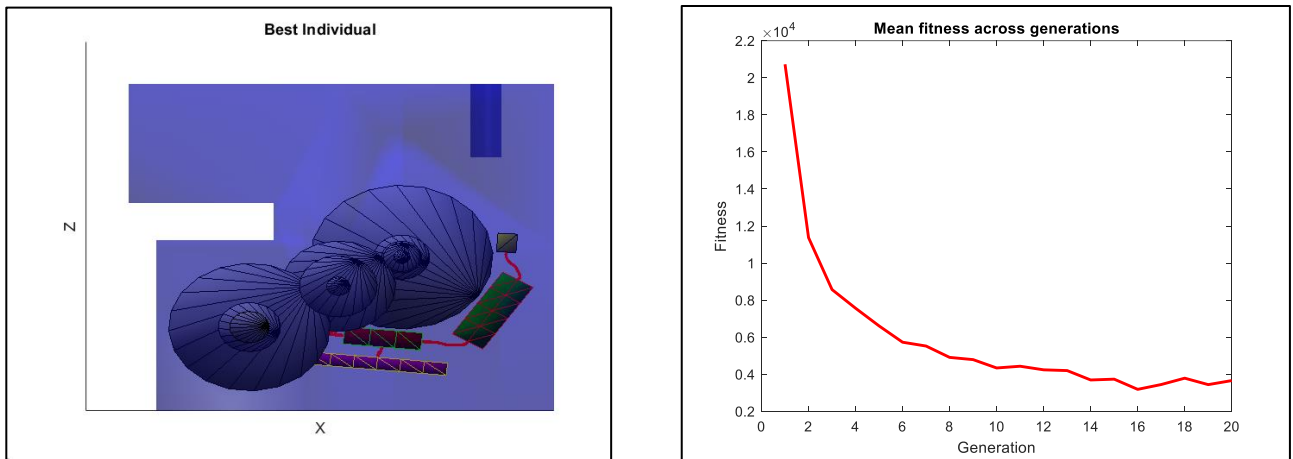 Best Individual
Z
X
Mean fitness across generations
×10⁴
2.2
2
1.8
1.6
1.4
1.2
1
0.8
0.6
0.4
0.2
Fitness
0 2 4 6 8 10 12 14 16 18 20
Generation